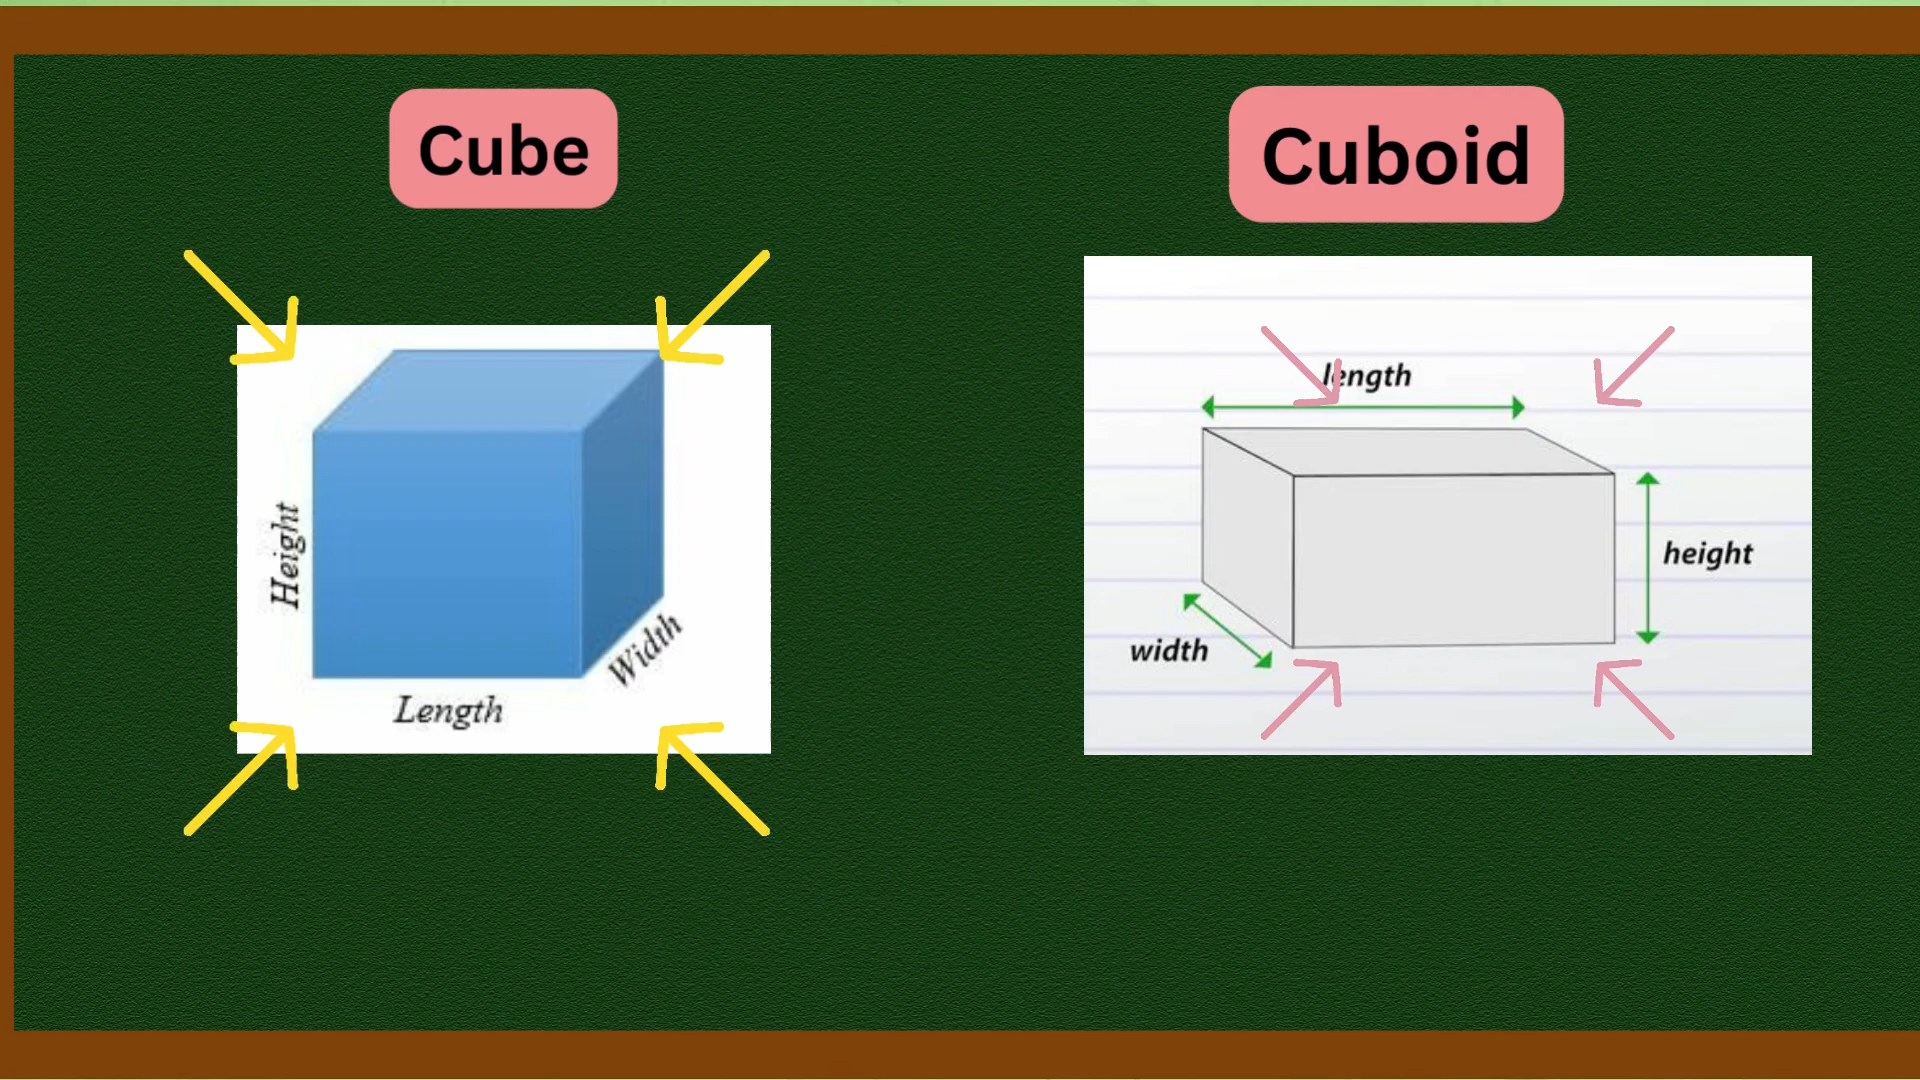 Cube
Height
Length
Width
Cuboid
length
height
width